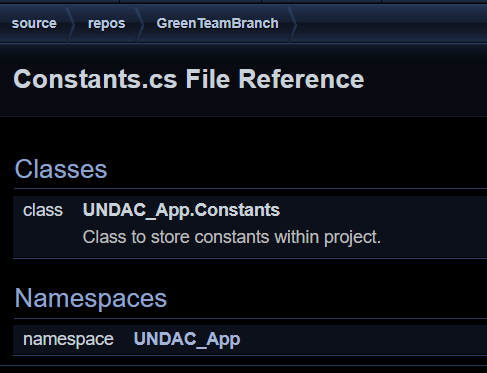 source repos GreenTeamBranch
Constants.cs File Reference
Classes
class UNDAC_App.Constants
Class to store constants within project.
Namespaces
namespace UNDAC_App